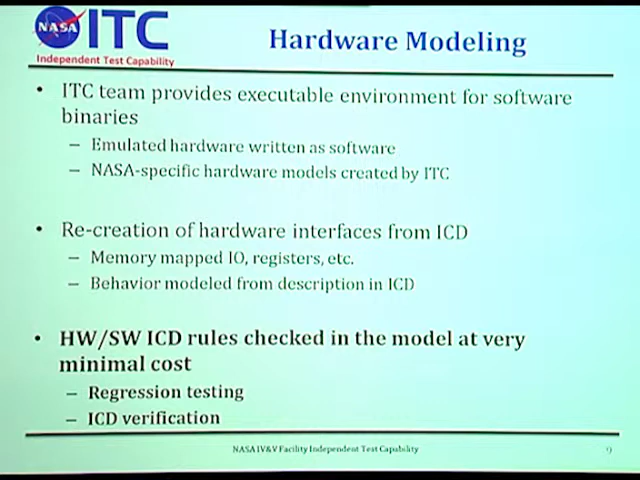 NASA ITC
Independent Test Capability
Hardware Modeling
• ITC team provides executable environment for software
binaries
– Emulated hardware written as software
– NASA-specific hardware models created by ITC
• Re-creation of hardware interfaces from ICD
– Memory mapped IO, registers, etc.
– Behavior modeled from description in ICD
• HW/SW ICD rules checked in the model at very
minimal cost
– Regression testing
– ICD verification
NASA IV&V Facility Independent Test Capability
9